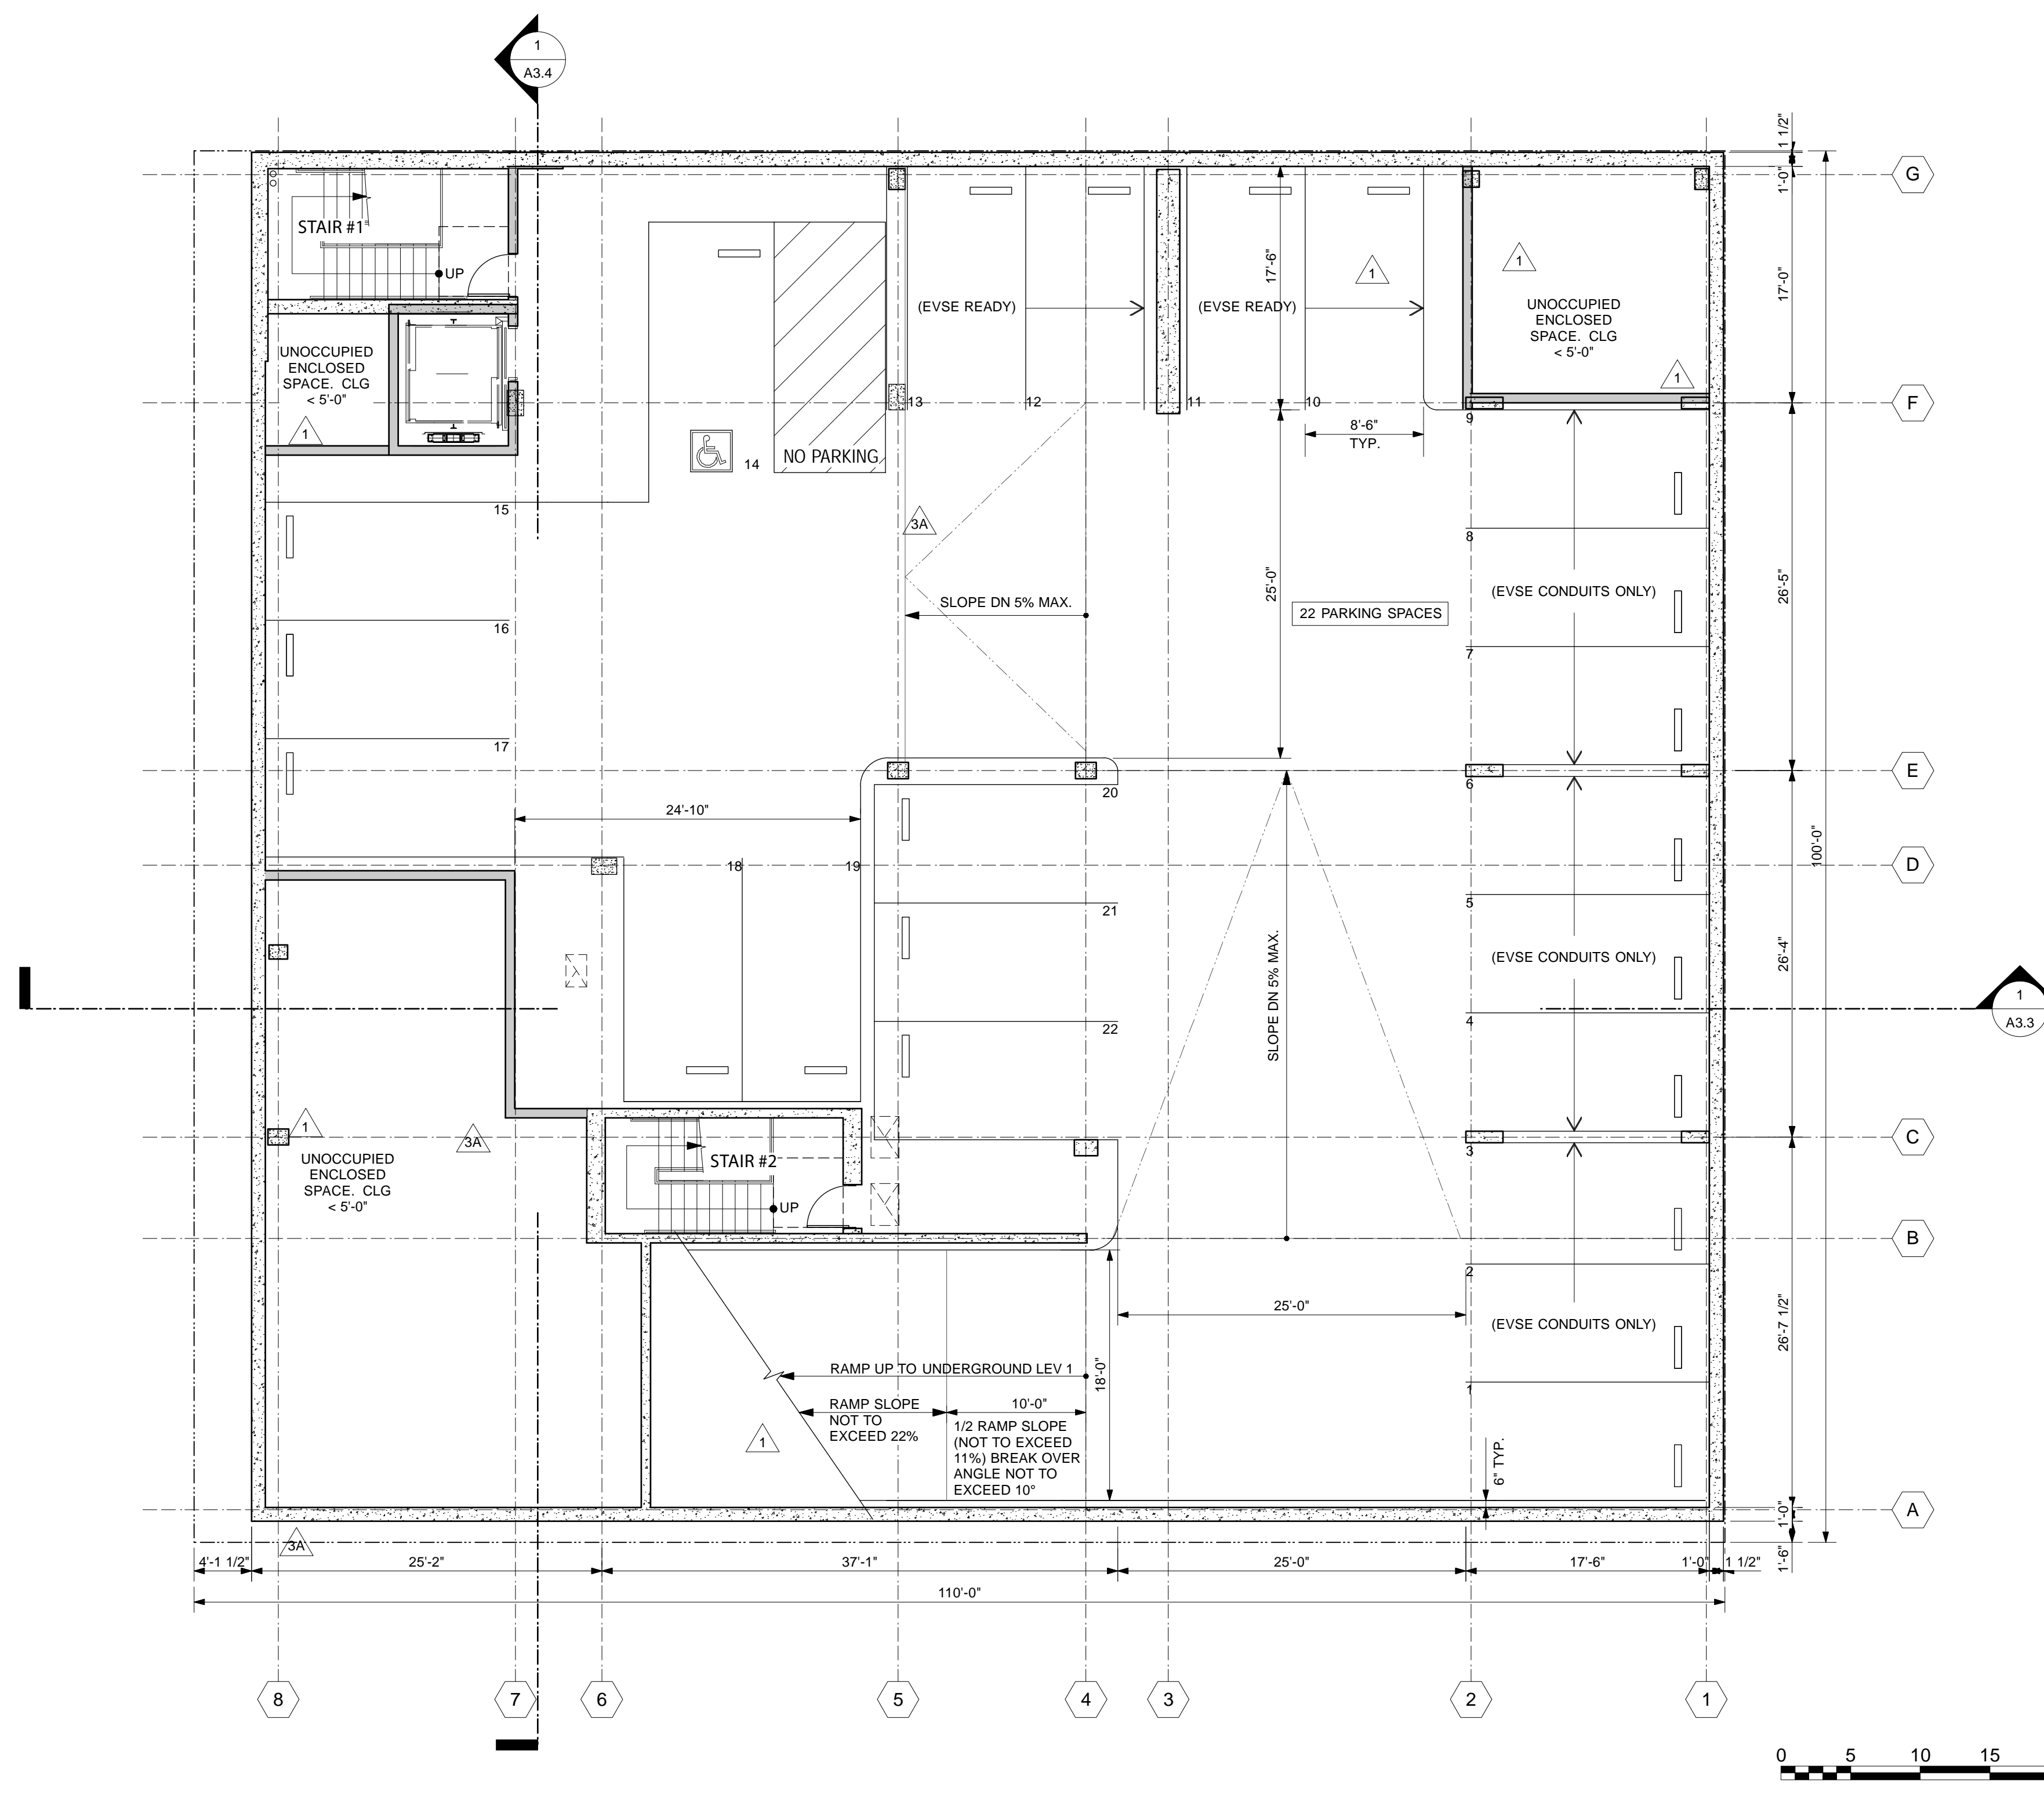 1
A3.4
1 1/2"
G
1'-0"
STAIR #1
UP
17'-6"
1
1
17'-0"
(EVSE READY)
(EVSE READY)
UNOCCUPIED
ENCLOSED
SPACE. CLG
< 5'-0"
UNOCCUPIED
ENCLOSED
SPACE. CLG
< 5'-0"
1
1
13
12
11
10
F
9
8'-6"
TYP.
14
NO PARKING
15
3A
8
SLOPE DN 5% MAX.
25'-0"
22 PARKING SPACES
(EVSE CONDUITS ONLY)
26'-5"
16
7
17
E
6
20
24'-10"
100'-0"
18
19
D
5
21
SLOPE DN 5% MAX.
(EVSE CONDUITS ONLY)
26'-4"
1
A3.3
22
4
1
3A
C
3
UNOCCUPIED
ENCLOSED
SPACE. CLG
< 5'-0"
STAIR #2
UP
B
2
25'-0"
(EVSE CONDUITS ONLY)
26'-7 1/2"
RAMP UP TO UNDERGROUND LEV 1
18'-0"
1
RAMP SLOPE
NOT TO
EXCEED 22%
10'-0"
1/2 RAMP SLOPE
(NOT TO EXCEED
11%) BREAK OVER
ANGLE NOT TO
EXCEED 10°
1
6" TYP.
A
1'-0"
3A
1'-6"
4'-1 1/2"
25'-2"
37'-1"
25'-0"
17'-6"
1'-0"
1 1/2"
110'-0"
8
7
6
5
4
3
2
1
0 5 10 15